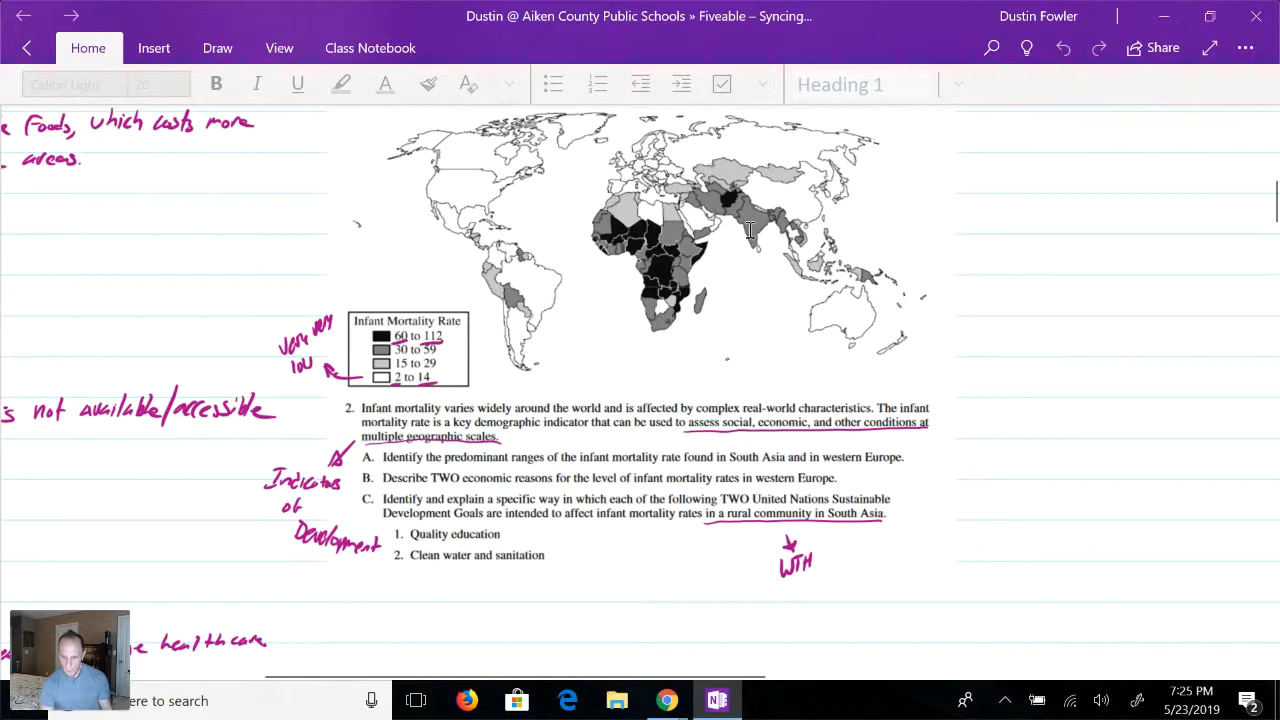 Dustin @ Aiken County Public Schools » Fiveable – Syncing...
Dustin Fowler
Home Insert Draw View Class Notebook
Share
Calibri Light 20
B I U A
Heading 1
Foods, which costs more
areas.
Infant Mortality Rate
60 to 112
30 to 59
15 to 29
2 to 14
very very
low
is not available/accessible
2. Infant mortality varies widely around the world and is affected by complex real-world characteristics. The infant
mortality rate is a key demographic indicator that can be used to assess social, economic, and other conditions at
multiple geographic scales.
A. Identify the predominant ranges of the infant mortality rate found in South Asia and in western Europe.
B. Describe TWO economic reasons for the level of infant mortality rates in western Europe.
C. Identify and explain a specific way in which each of the following TWO United Nations Sustainable
Development Goals are intended to affect infant mortality rates in a rural community in South Asia.
1. Quality education
2. Clean water and sanitation
Indicators
of
Development
WTH
healthcare
ere to search
7:25 PM
5/23/2019
2